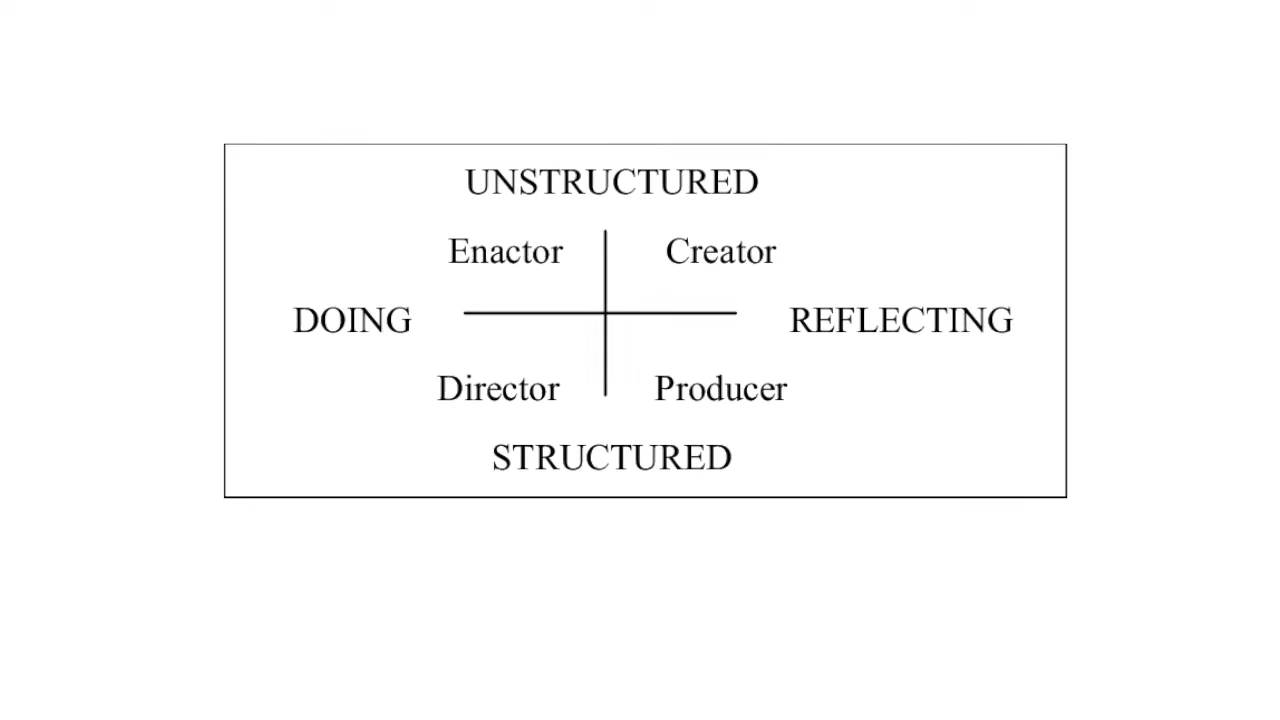 UNSTRUCTURED
Enactor Creator
DOING REFLECTING
Director Producer
STRUCTURED